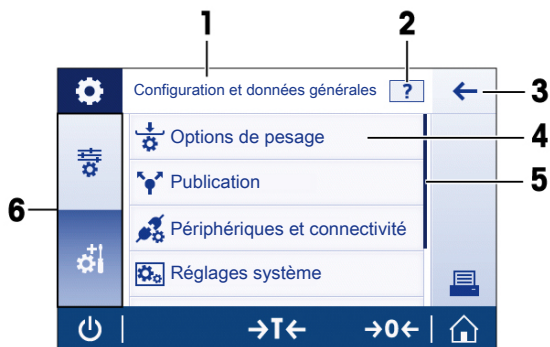 1
2
Configuration et données générales
?
3
Options de pesage
4
Publication
5
Périphériques et connectivité
6
Réglages système
→T←
→0←